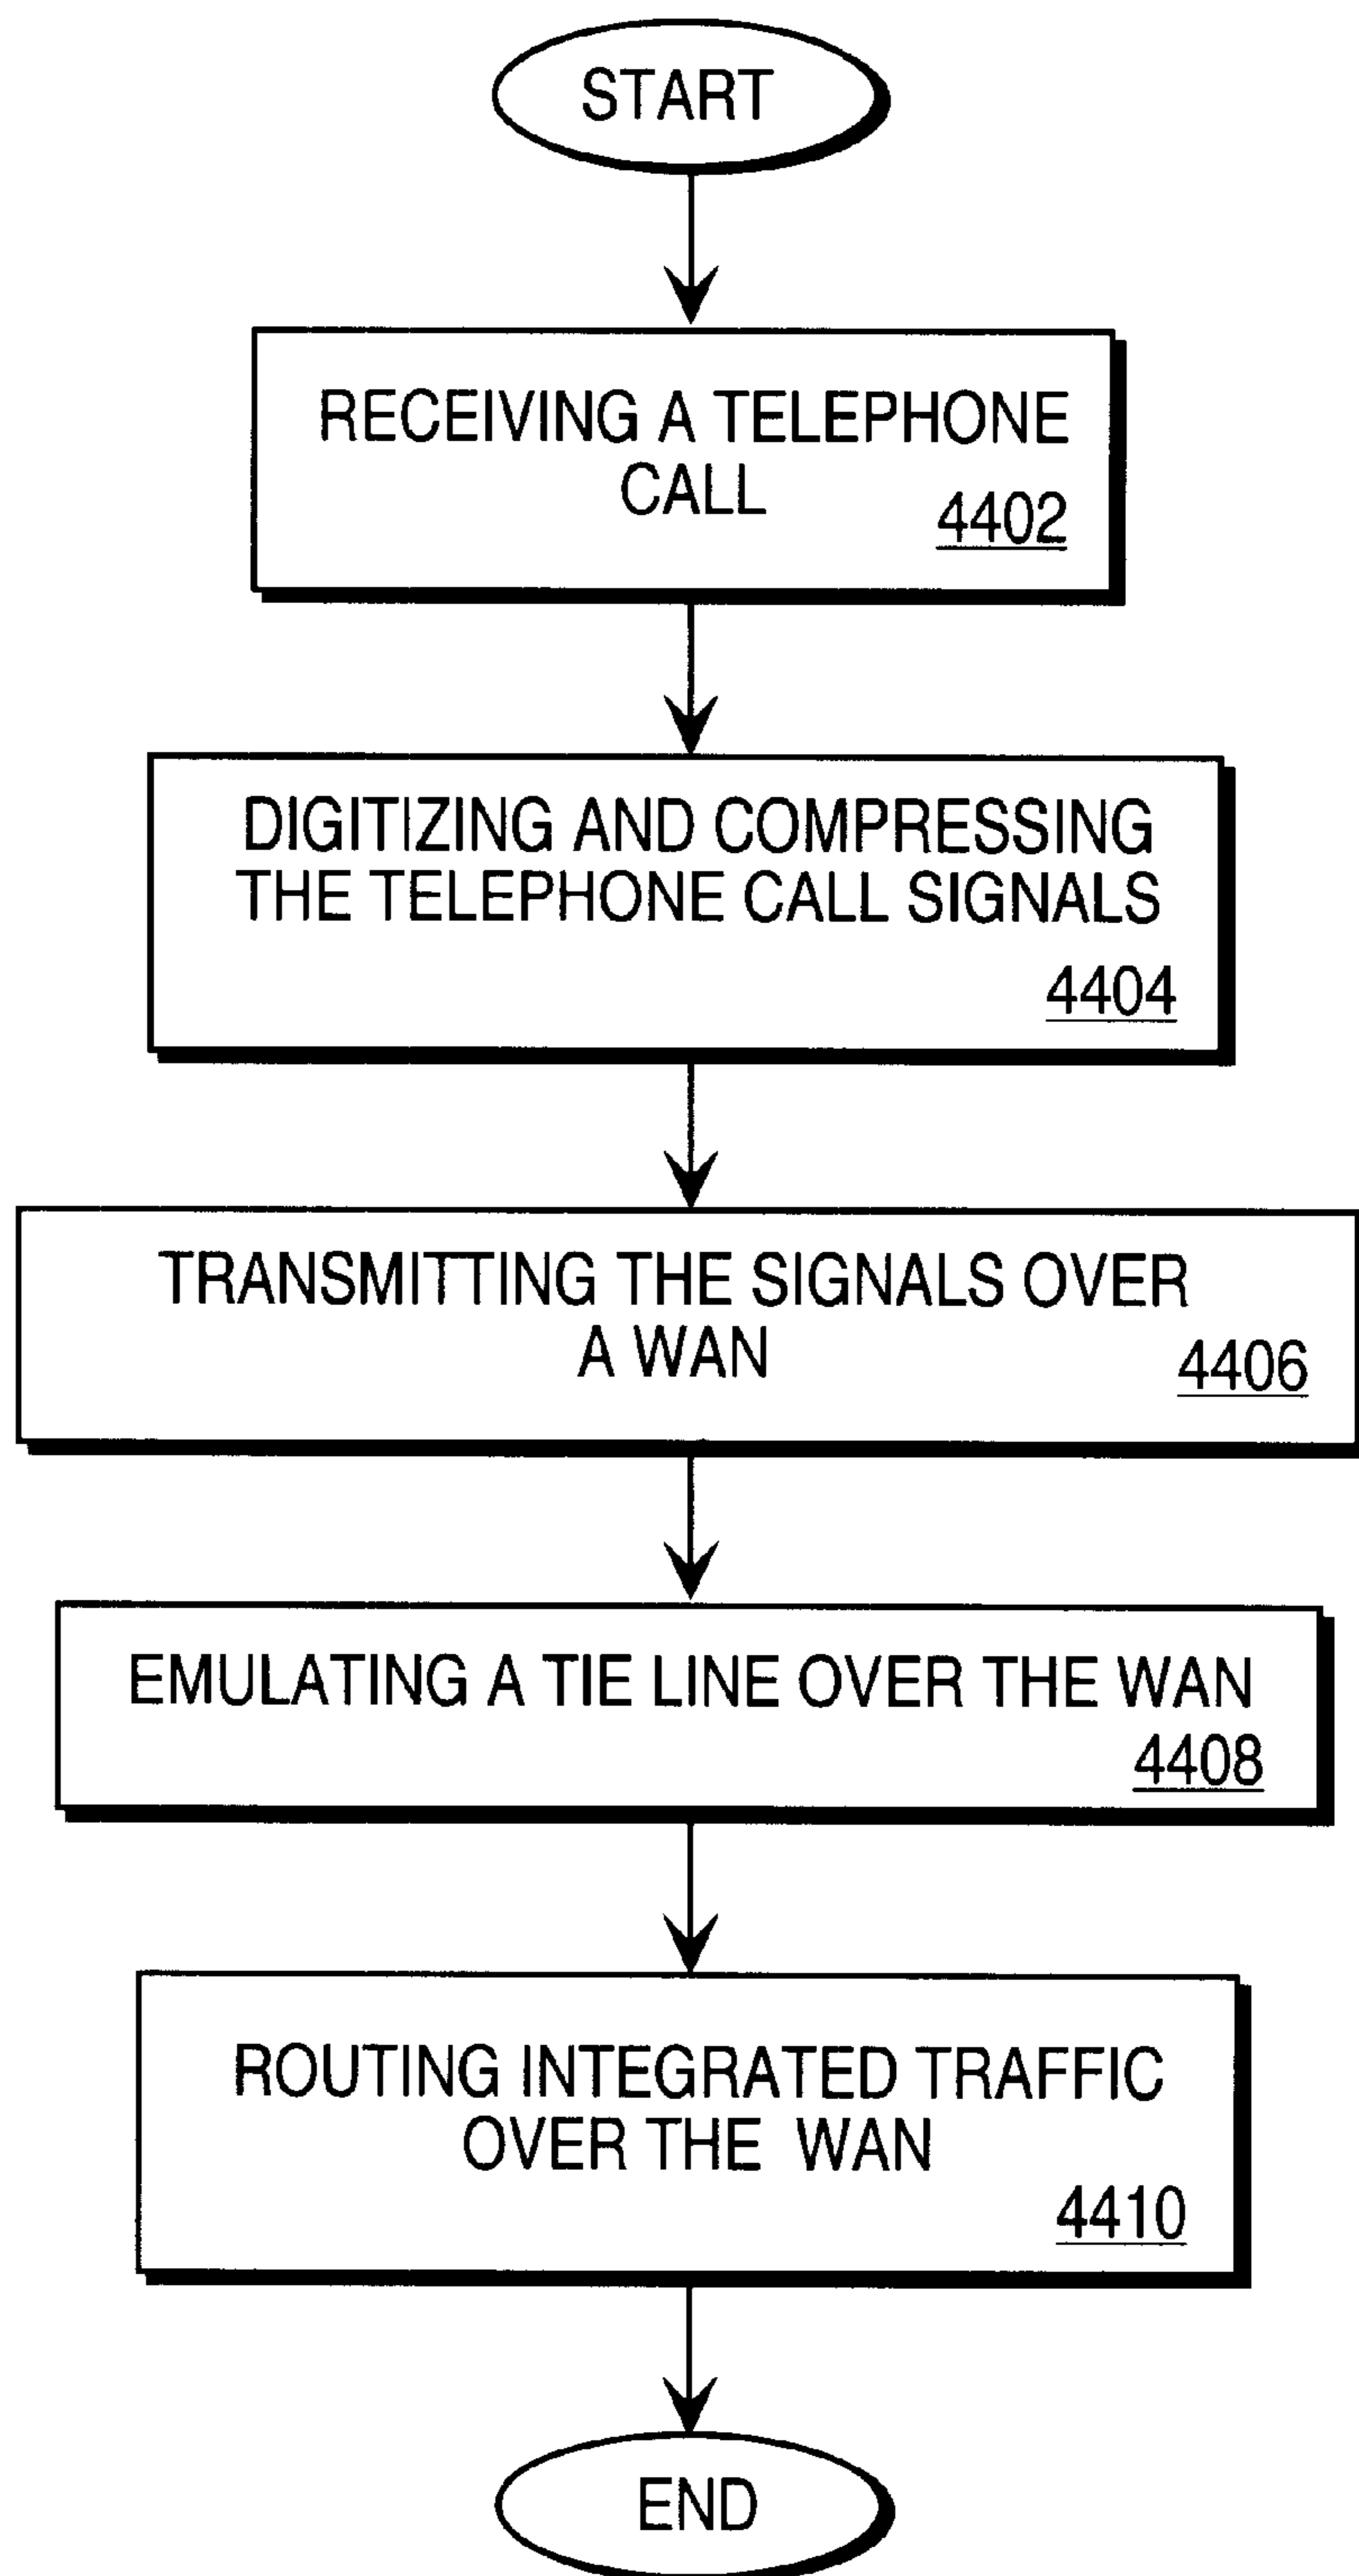 START
RECEIVING A TELEPHONE
CALL
4402
DIGITIZING AND COMPRESSING
THE TELEPHONE CALL SIGNALS
4404
TRANSMITTING THE SIGNALS OVER
A WAN
4406
EMULATING A TIE LINE OVER THE WAN
4408
ROUTING INTEGRATED TRAFFIC
OVER THE WAN
4410
END